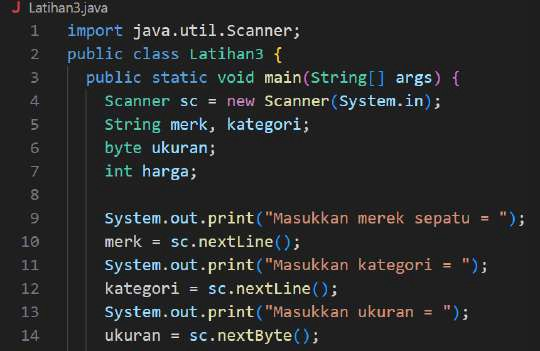 J Latihan3.java
1 import java.util.Scanner;
2 public class Latihan3 {
3 public static void main(String[] args) {
4 Scanner sc = new Scanner(System.in);
5 String merk, kategori;
6 byte ukuran;
7 int harga;
8
9 System.out.print("Masukkan merek sepatu = ");
10 merk = sc.nextLine();
11 System.out.print("Masukkan kategori = ");
12 kategori = sc.nextLine();
13 System.out.print("Masukkan ukuran = ");
14 ukuran = sc.nextByte();